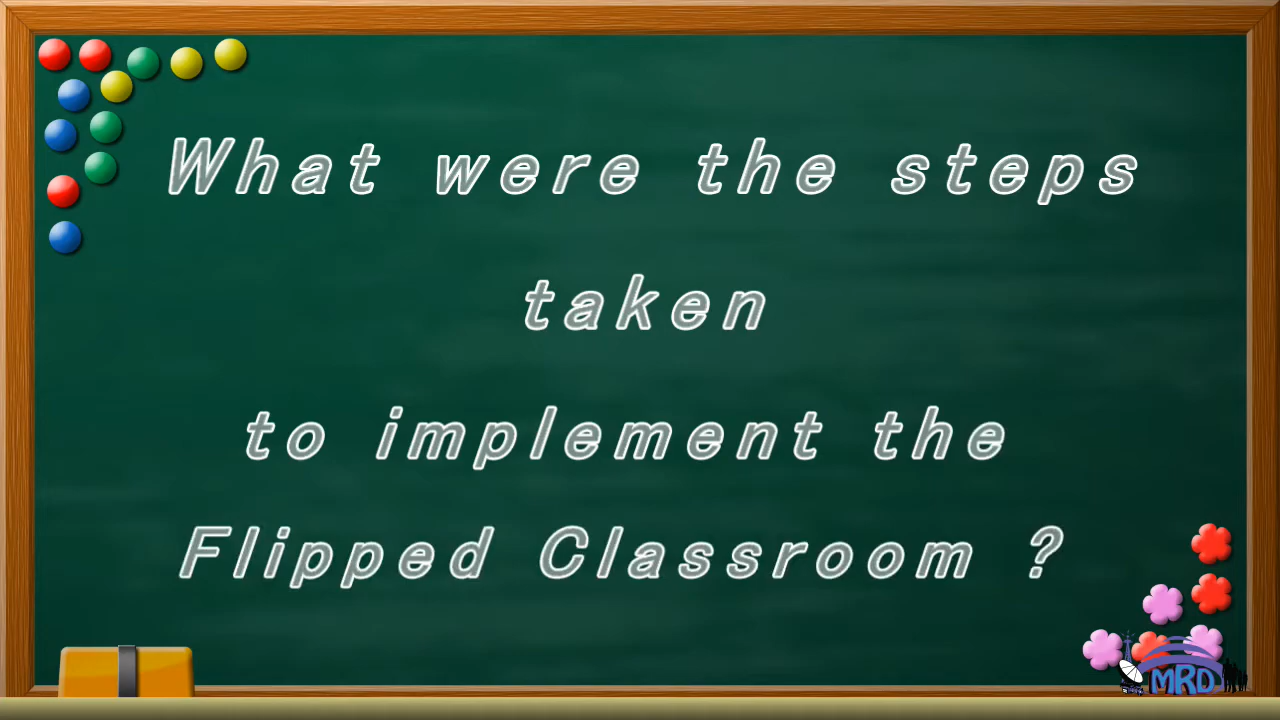 What were the steps
taken
to implement the
Flipped Classroom ?
MRD